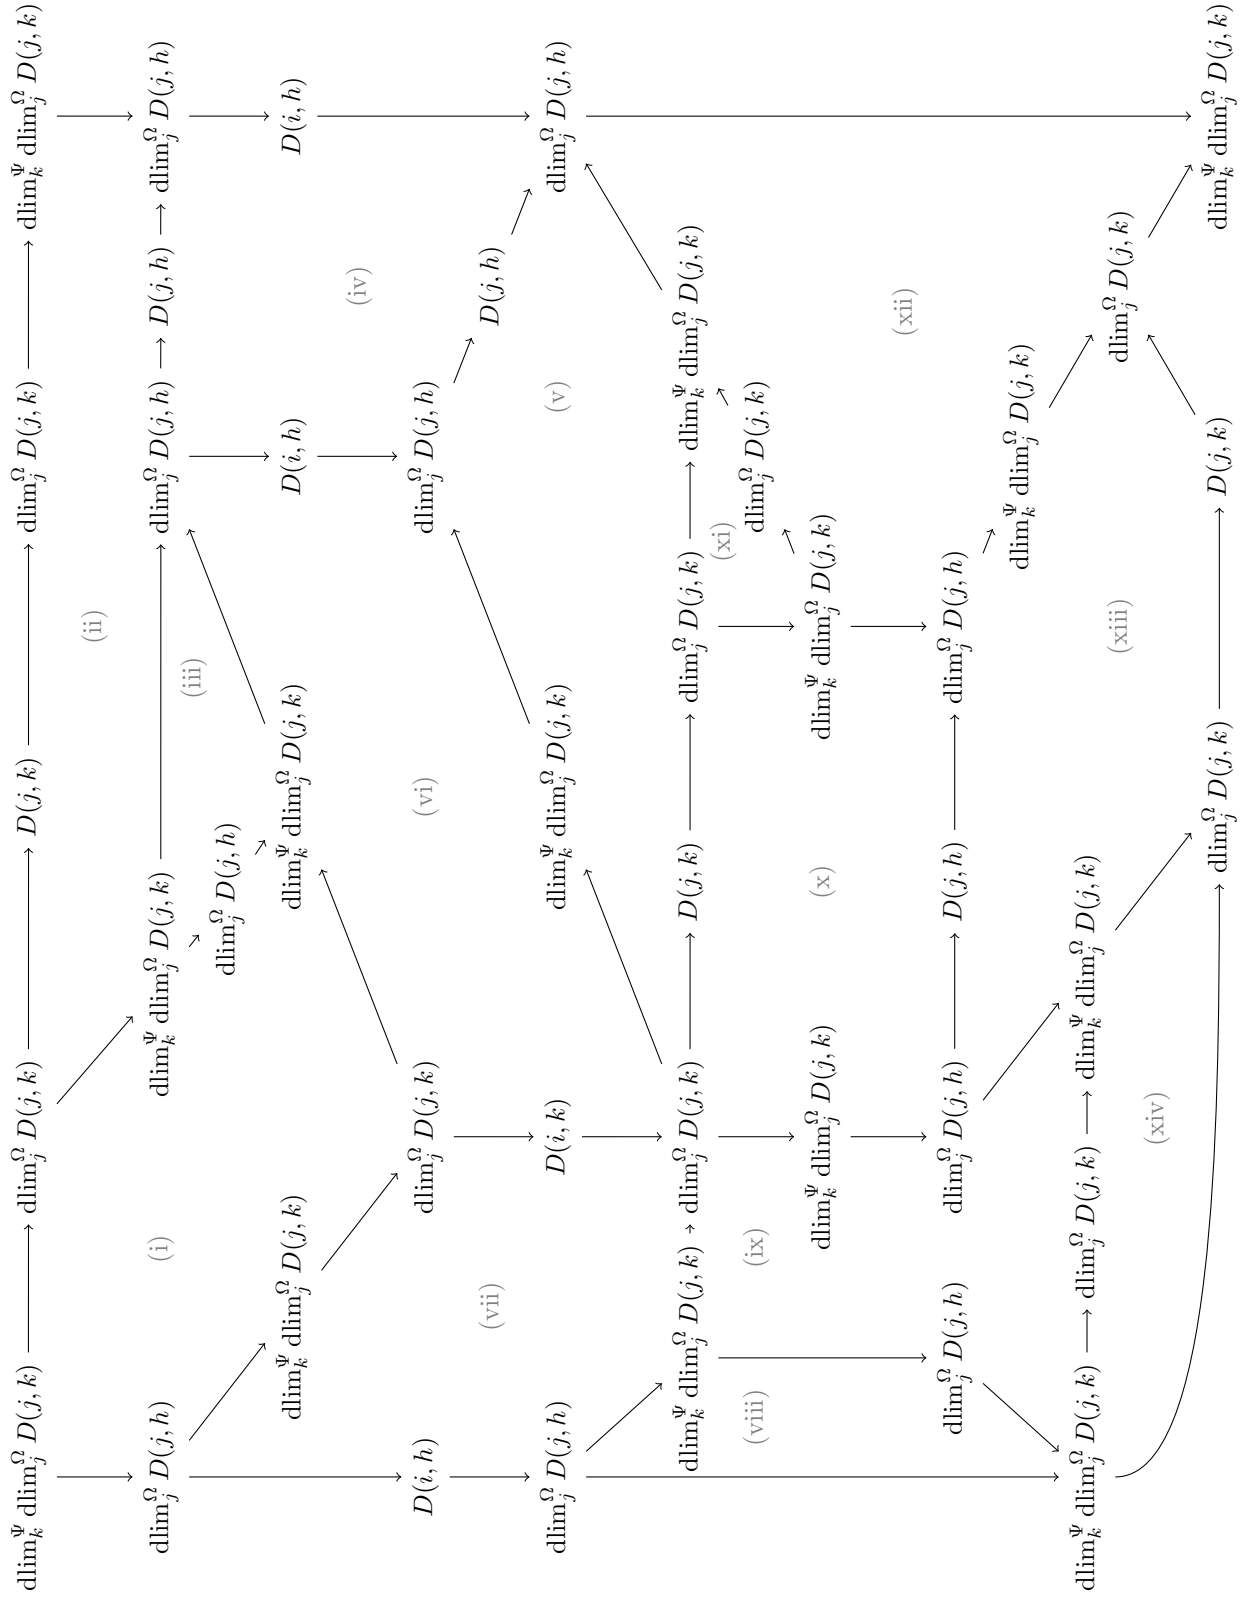 dlim_k^Ψ dlim_j^Ω D(j, k) dlim_j^Ω D(j, k) D(j, k) dlim_j^Ω D(j, k) dlim_k^Ψ dlim_j^Ω D(j, k)
(ii)
dlim_j^Ω D(j, h) (i) dlim_k^Ψ dlim_j^Ω D(j, k) dlim_j^Ω D(j, h) D(j, h) dlim_j^Ω D(j, h)
(iii)
dlim_j^Ω D(j, h)
dlim_k^Ψ dlim_j^Ω D(j, k) dlim_k^Ψ dlim_j^Ω D(j, k) D(i, h) D(i, h)
(iv)
D(i, h) dlim_j^Ω D(j, k) (vi) dlim_j^Ω D(j, h)
(vii) D(j, h)
dlim_j^Ω D(j, h) D(i, k) dlim_k^Ψ dlim_j^Ω D(j, k) (v) dlim_j^Ω D(j, h)
dlim_k^Ψ dlim_j^Ω D(j, k) dlim_j^Ω D(j, k) D(j, k) dlim_j^Ω D(j, k) dlim_k^Ψ dlim_j^Ω D(j, k)
(xi)
(viii) (ix) dlim_j^Ω D(j, k)
dlim_k^Ψ dlim_j^Ω D(j, k) (x) dlim_k^Ψ dlim_j^Ω D(j, k)
(xii)
dlim_j^Ω D(j, h) dlim_j^Ω D(j, h) D(j, h) dlim_j^Ω D(j, h)
dlim_k^Ψ dlim_j^Ω D(j, k)
dlim_k^Ψ dlim_j^Ω D(j, k) dlim_j^Ω D(j, k) dlim_k^Ψ dlim_j^Ω D(j, k)
(xiii) dlim_j^Ω D(j, k)
(xiv)
dlim_j^Ω D(j, k) D(j, k) dlim_k^Ψ dlim_j^Ω D(j, k)